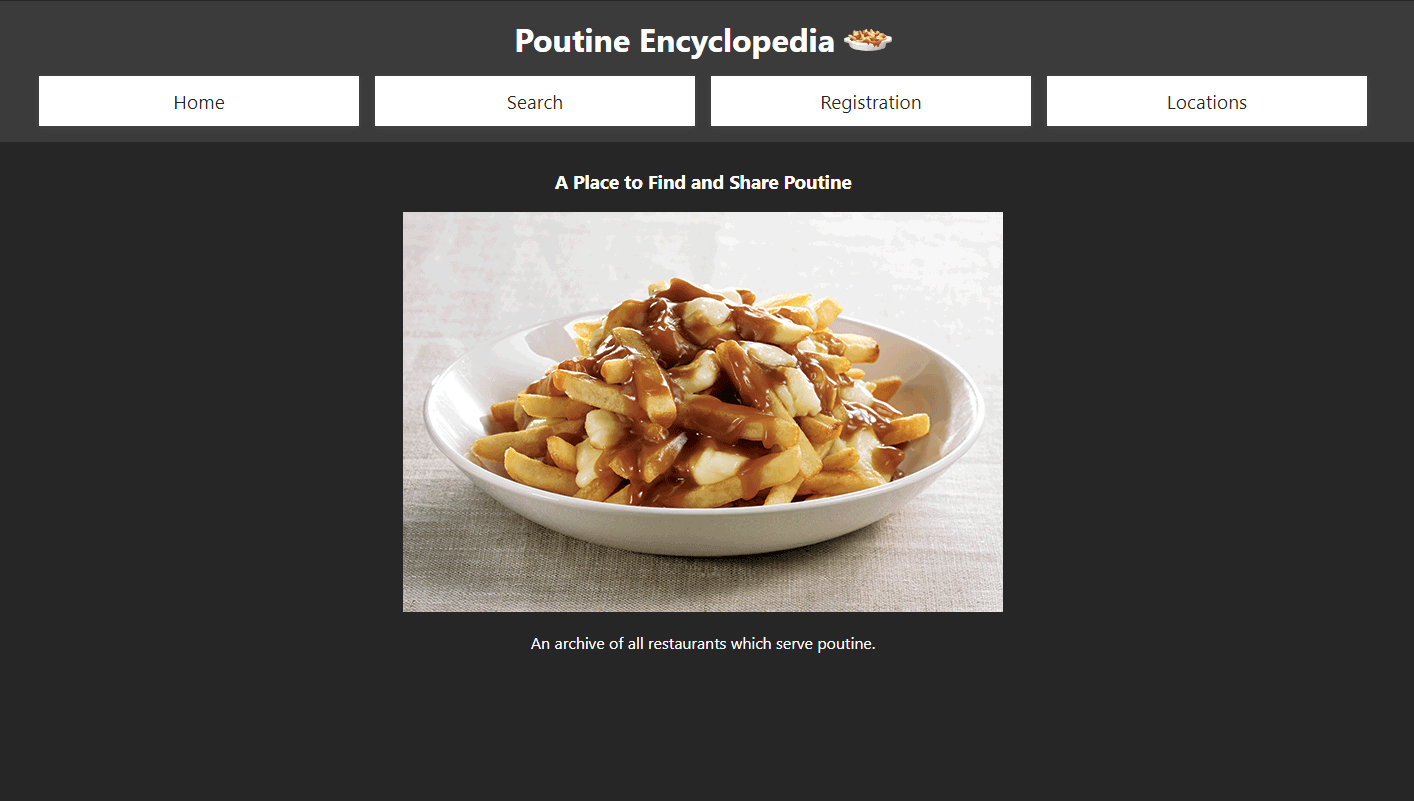 Poutine Encyclopedia
Home
Search
Registration
Locations
A Place to Find and Share Poutine
An archive of all restaurants which serve poutine.